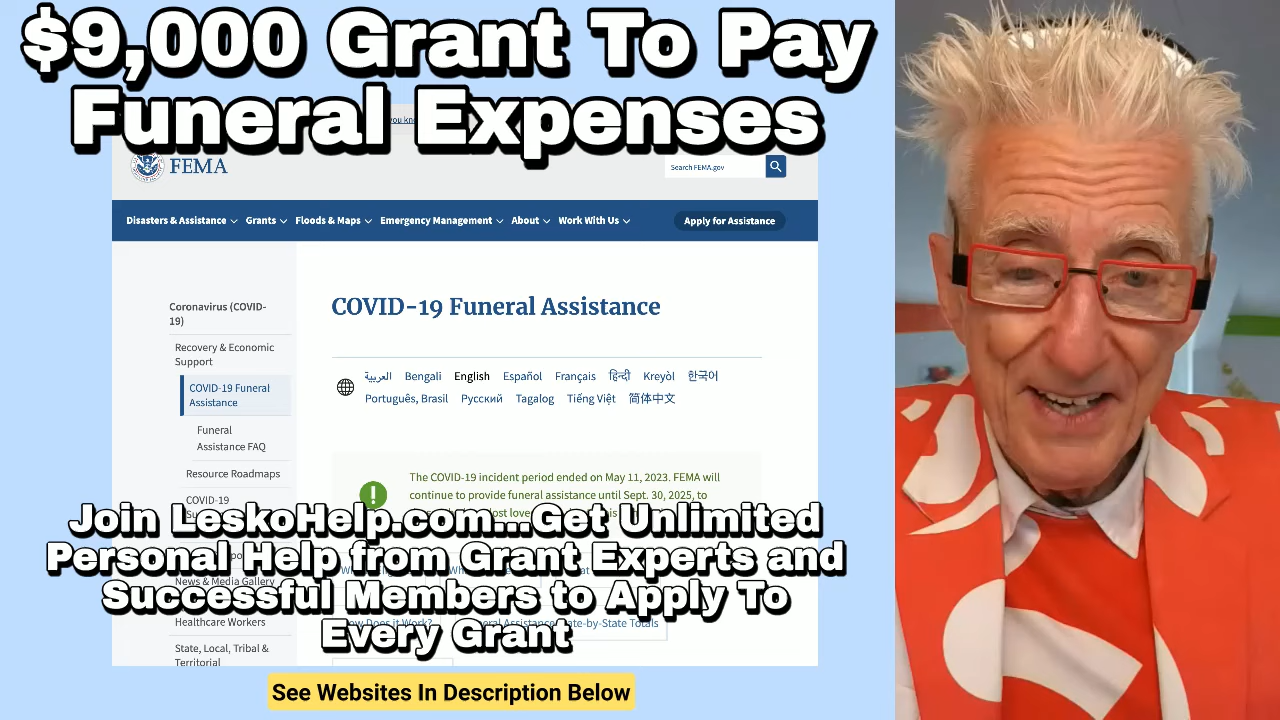 $9,000 Grant To Pay
Funeral Expenses
FEMA
Search FEMA.gov
Disasters & Assistance Grants Floods & Maps Emergency Management About Work With Us Apply for Assistance
Coronavirus (COVID-
19)
Recovery & Economic
Support
COVID-19 Funeral
Assistance
Funeral
Assistance FAQ
Resource Roadmaps
COVID-19
News & Media Gallery
Healthcare Workers
State, Local, Tribal &
Territorial
COVID-19 Funeral Assistance
العربية Bengali English Español Français हिन्दी Kreyòl 한국어
Português, Brasil Русский Tagalog Tiếng Việt 简体中文
The COVID-19 incident period ended on May 11, 2023. FEMA will
continue to provide funeral assistance until Sept. 30, 2025, to
Join LeskoHelp.com...Get Unlimited
Personal Help from Grant Experts and
Successful Members to Apply To
Every Grant
See Websites In Description Below